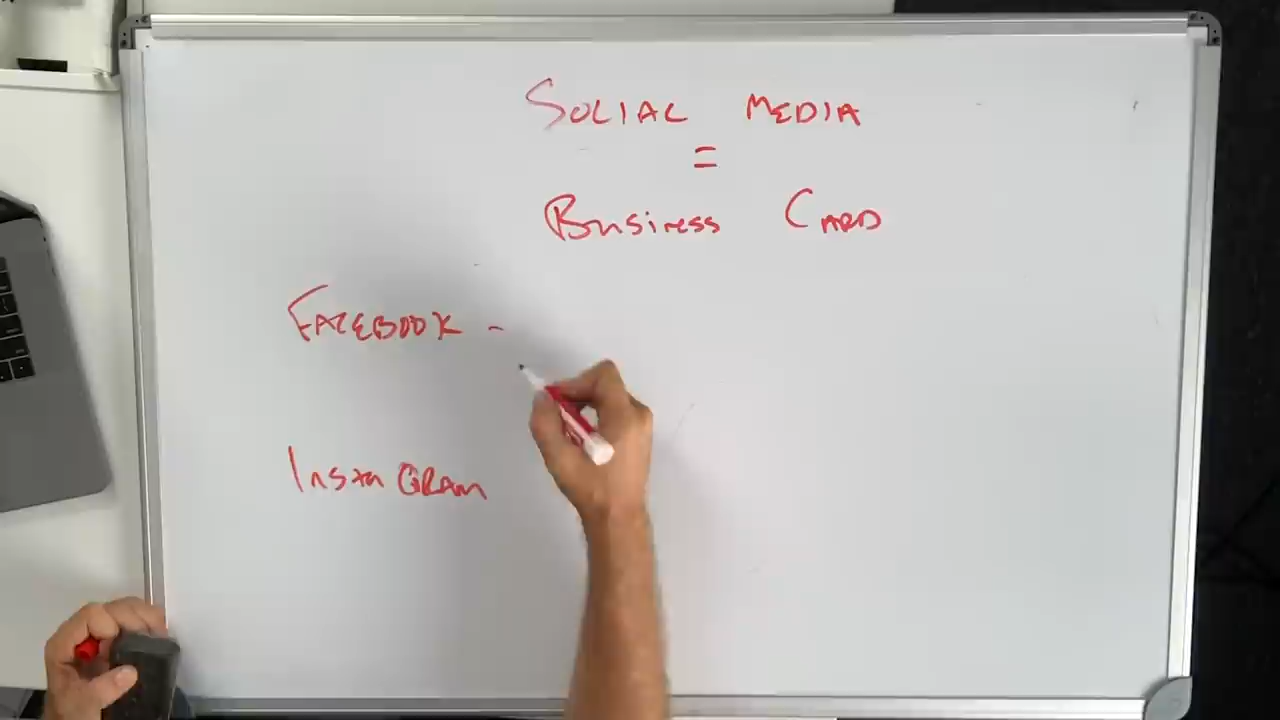 SOCIAL MEDIA
=
Business CARD
FACEBOOK -
InstaGRAM